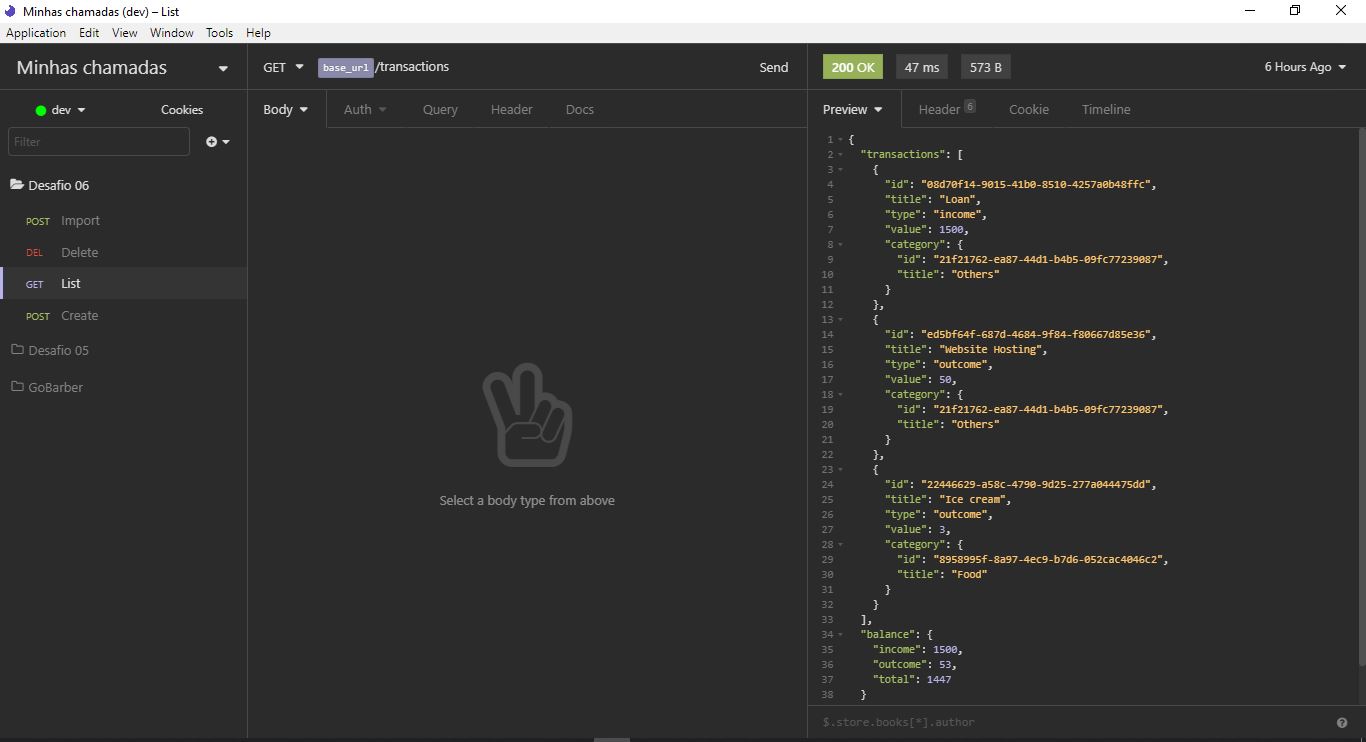 Minhas chamadas (dev) – List
Application Edit View Window Tools Help
Minhas chamadas
dev Cookies
Filter
Desafio 06
POST Import
DEL Delete
GET List
POST Create
Desafio 05
GoBarber
GET base_url/transactions Send
Body Auth Query Header Docs
Select a body type from above
200 OK 47 ms 573 B 6 Hours Ago
Preview Header 6 Cookie Timeline
1 {
2 "transactions": [
3 {
4 "id": "08d70f14-9015-41b0-8510-4257a0b48ffc",
5 "title": "Loan",
6 "type": "income",
7 "value": 1500,
8 "category": {
9 "id": "21f21762-ea87-44d1-b4b5-09fc77239087",
10 "title": "Others"
11 }
12 },
13 {
14 "id": "ed5bf64f-687d-4684-9f84-f80667d85e36",
15 "title": "Website Hosting",
16 "type": "outcome",
17 "value": 50,
18 "category": {
19 "id": "21f21762-ea87-44d1-b4b5-09fc77239087",
20 "title": "Others"
21 }
22 },
23 {
24 "id": "22446629-a58c-4790-9d25-277a044475dd",
25 "title": "Ice cream",
26 "type": "outcome",
27 "value": 3,
28 "category": {
29 "id": "8958995f-8a97-4ec9-b7d6-052cac4046c2",
30 "title": "Food"
31 }
32 }
33 ],
34 "balance": {
35 "income": 1500,
36 "outcome": 53,
37 "total": 1447
38 }
$.store.books[*].author